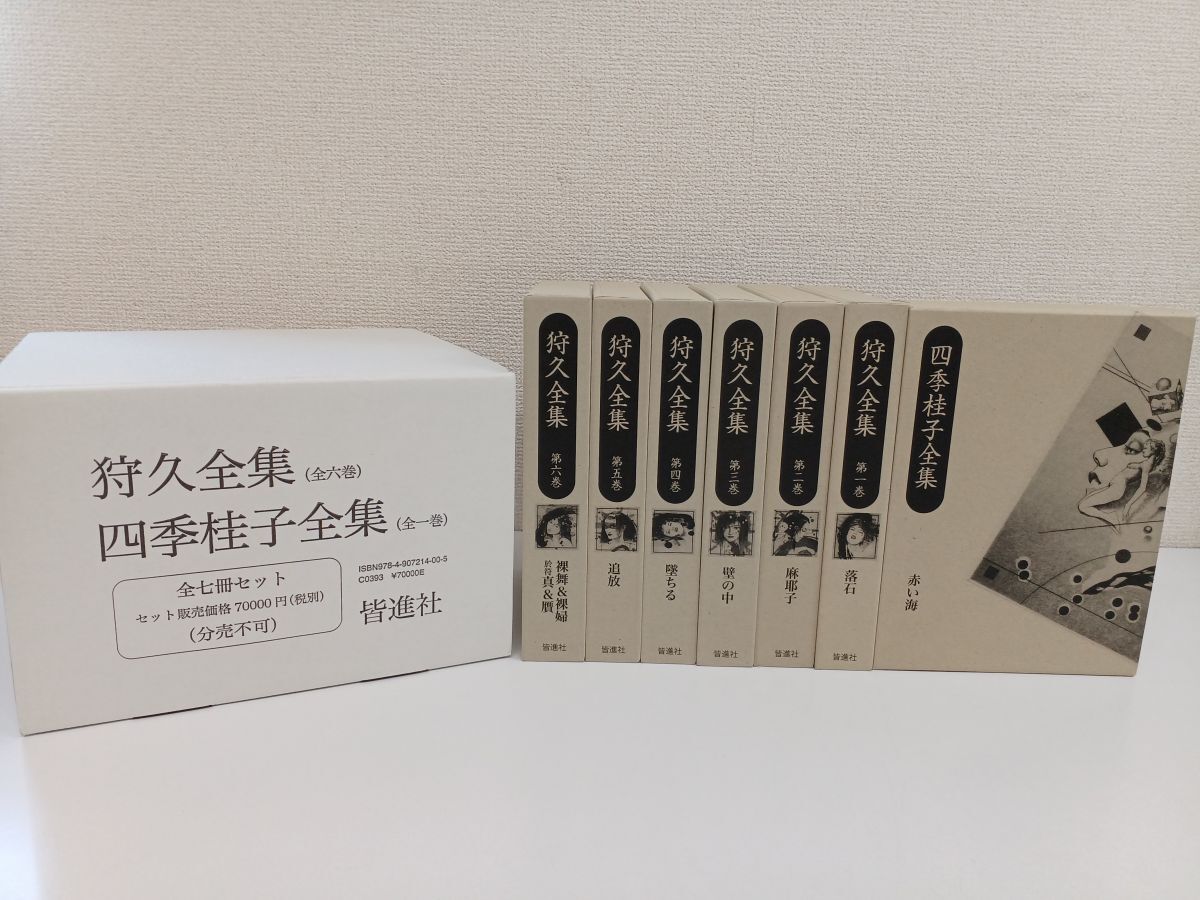 狩久全集(全六巻)
四季桂子全集(全一巻)
全七冊セット
セット販売価格70000円(税別)
(分売不可)
ISBN978-4-907214-00-5
C0393 ¥70000E
皆進社
狩久全集
第六巻
裸舞&裸婦
於符真&贋
皆進社
狩久全集
第五巻
追放
皆進社
狩久全集
第四巻
墜ちる
皆進社
狩久全集
第三巻
壁の中
皆進社
狩久全集
第二巻
麻耶子
皆進社
狩久全集
第一巻
落石
皆進社
四季桂子全集
赤い海